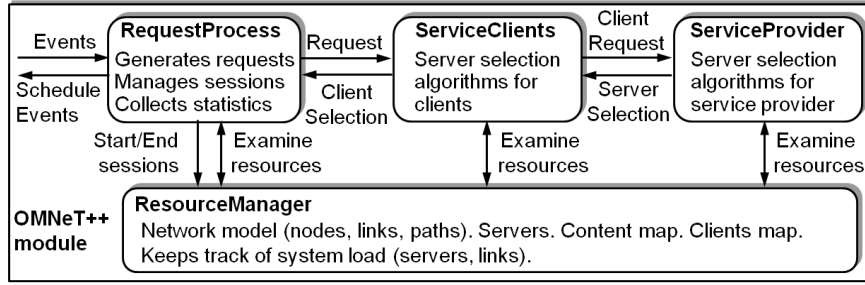 Events
Schedule
Events
RequestProcess
Generates requests
Manages sessions
Collects statistics
Request
Client
Selection
ServiceClients
Server selection
algorithms for
clients
Client
Request
Server
Selection
ServiceProvider
Server selection
algorithms for
service provider
Start/End
sessions
Examine
resources
Examine
resources
Examine
resources
OMNeT++
module
ResourceManager
Network model (nodes, links, paths). Servers. Content map. Clients map.
Keeps track of system load (servers, links).